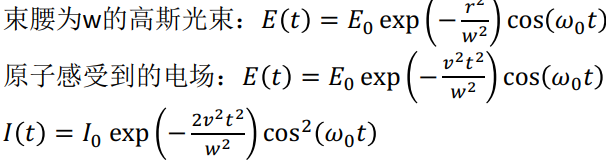 束腰为w的高斯光束：E(t) = E₀ exp(−r²/w²) cos(ω₀t)
原子感受到的电场：E(t) = E₀ exp(−v²t²/w²) cos(ω₀t)
I(t) = I₀ exp(−2v²t²/w²) cos²(ω₀t)